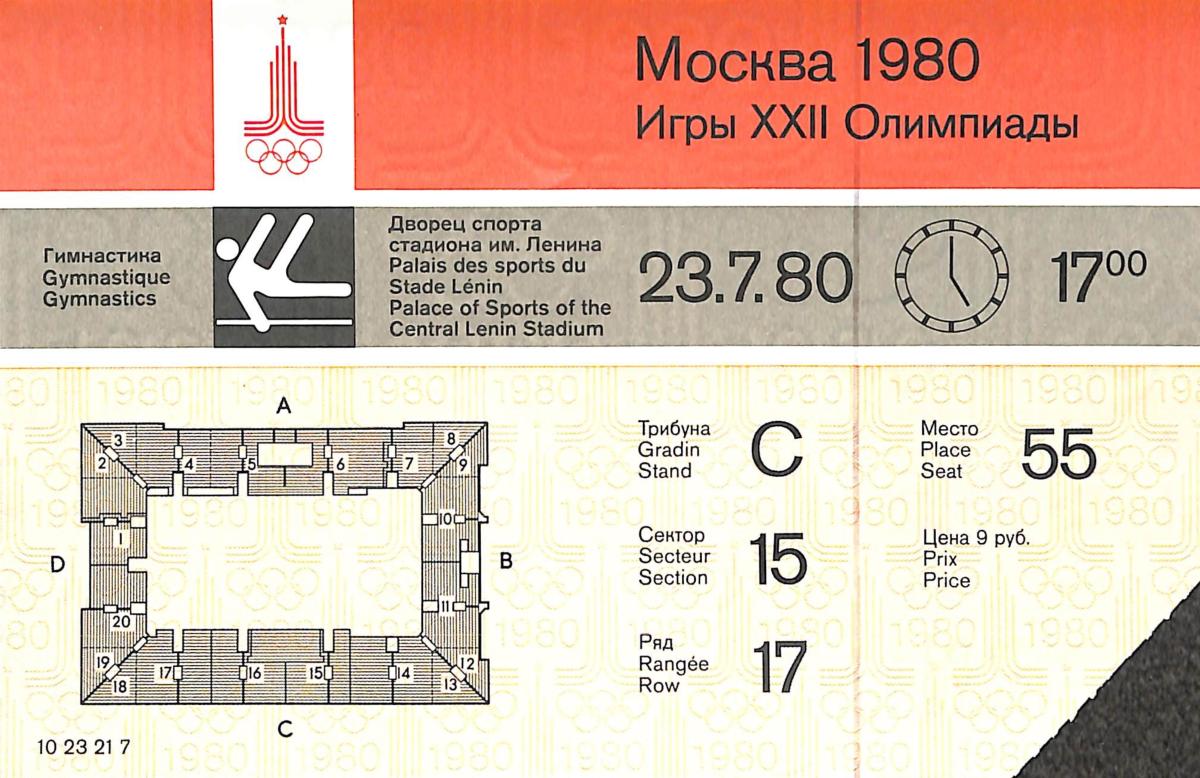 Москва 1980
Игры XXII Олимпиады
Гимнастика
Gymnastique
Gymnastics
Дворец спорта
стадиона им. Ленина
Palais des sports du
Stade Lénin
Palace of Sports of the
Central Lenin Stadium
23.7.80
17⁰⁰
A
3
8
2
4
5
6
7
9
10
1
D
B
11
20
19
17
16
15
14
12
18
13
C
10 23 21 7
Трибуна
Gradin
Stand
C
Место
Place
Seat
55
Сектор
Secteur
Section
15
Цена 9 руб.
Prix
Price
Ряд
Rangée
Row
17
1980